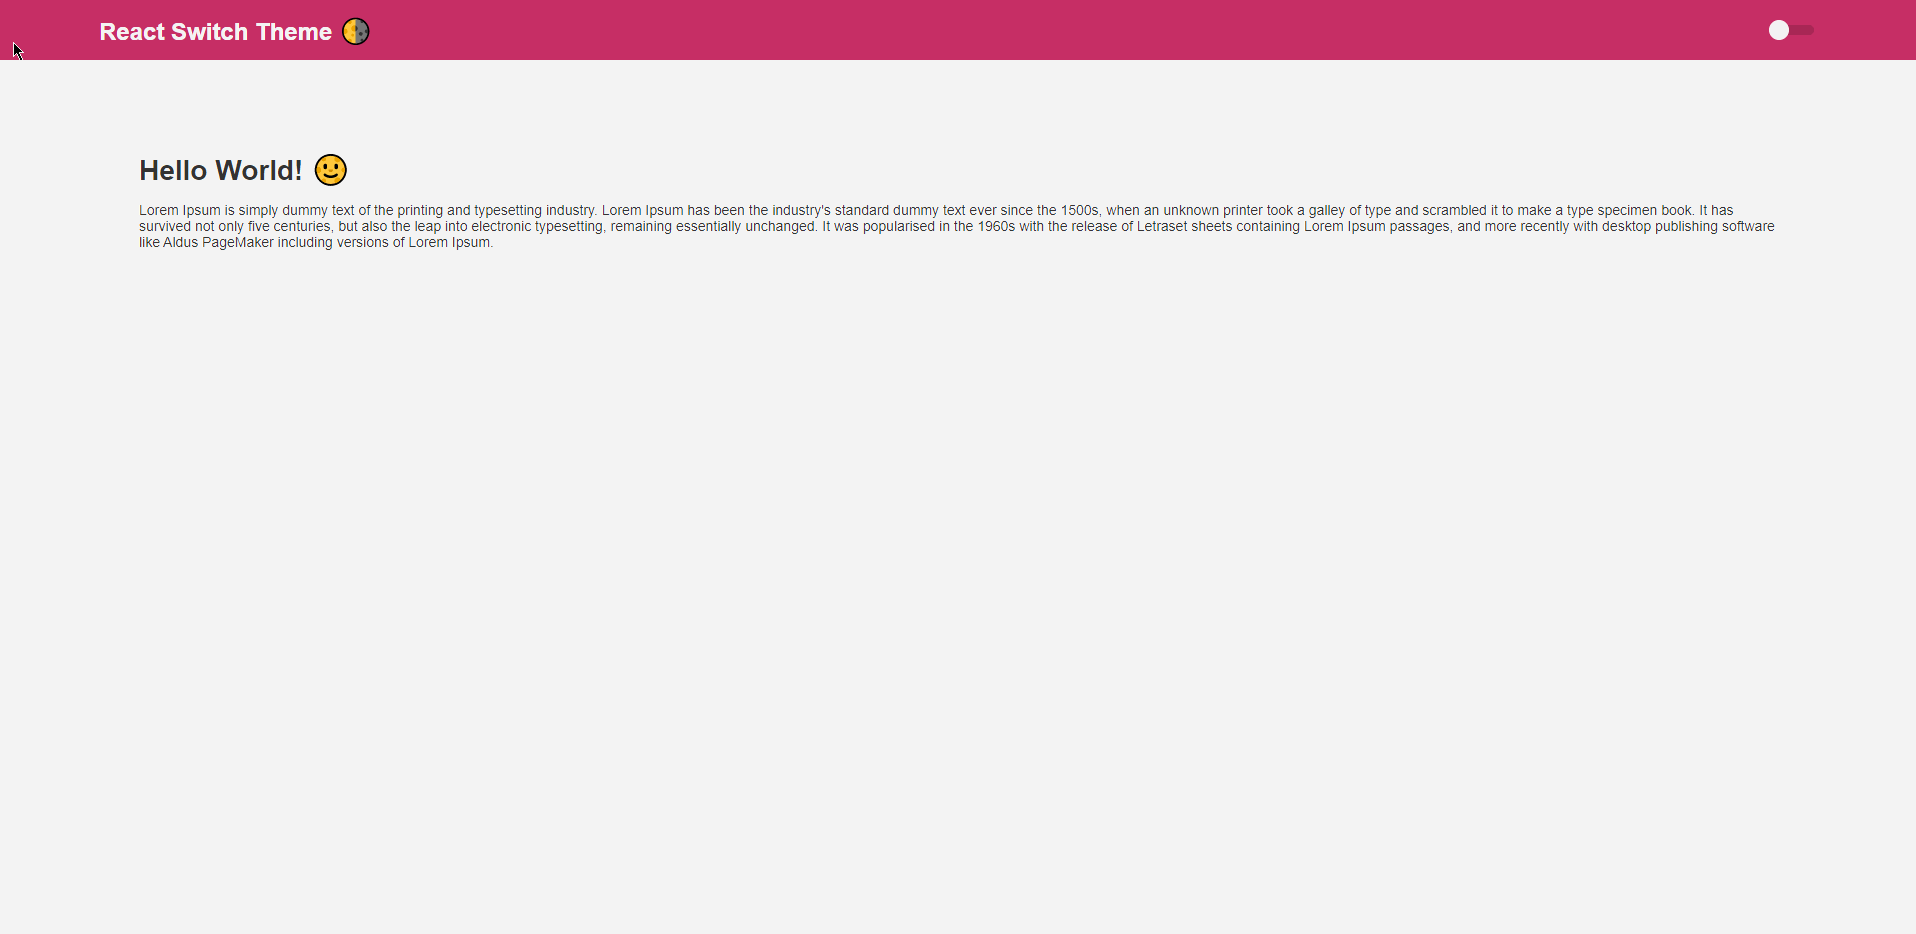 React Switch Theme 🌗
Hello World! 🙂
Lorem Ipsum is simply dummy text of the printing and typesetting industry. Lorem Ipsum has been the industry's standard dummy text ever since the 1500s, when an unknown printer took a galley of type and scrambled it to make a type specimen book. It has
survived not only five centuries, but also the leap into electronic typesetting, remaining essentially unchanged. It was popularised in the 1960s with the release of Letraset sheets containing Lorem Ipsum passages, and more recently with desktop publishing software
like Aldus PageMaker including versions of Lorem Ipsum.